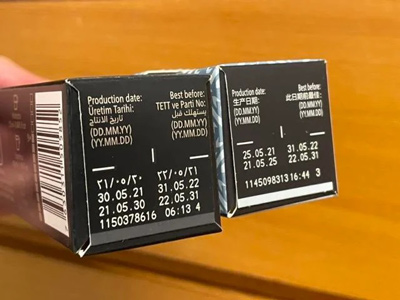 Production date:
Üretim Tarihi:
تاريخ الانتاج
(DD.MM.YY)
(YY.MM.DD)
Best before:
TETT ve Parti No:
يستهلك قبل
(DD.MM.YY)
(YY.MM.DD)
٢١/٠٥/٣٠ ٢٢/٠٥/٣١
30.05.21 31.05.22
21.05.30 22.05.31
1150378616 06:13 4
Production date:
生产日期:
(DD.MM.YY)
(YY.MM.DD)
Best before:
此日期前最佳:
(DD.MM.YY)
(YY.MM.DD)
25.05.21 31.05.22
21.05.25 22.05.31
1145098313 16:44 3